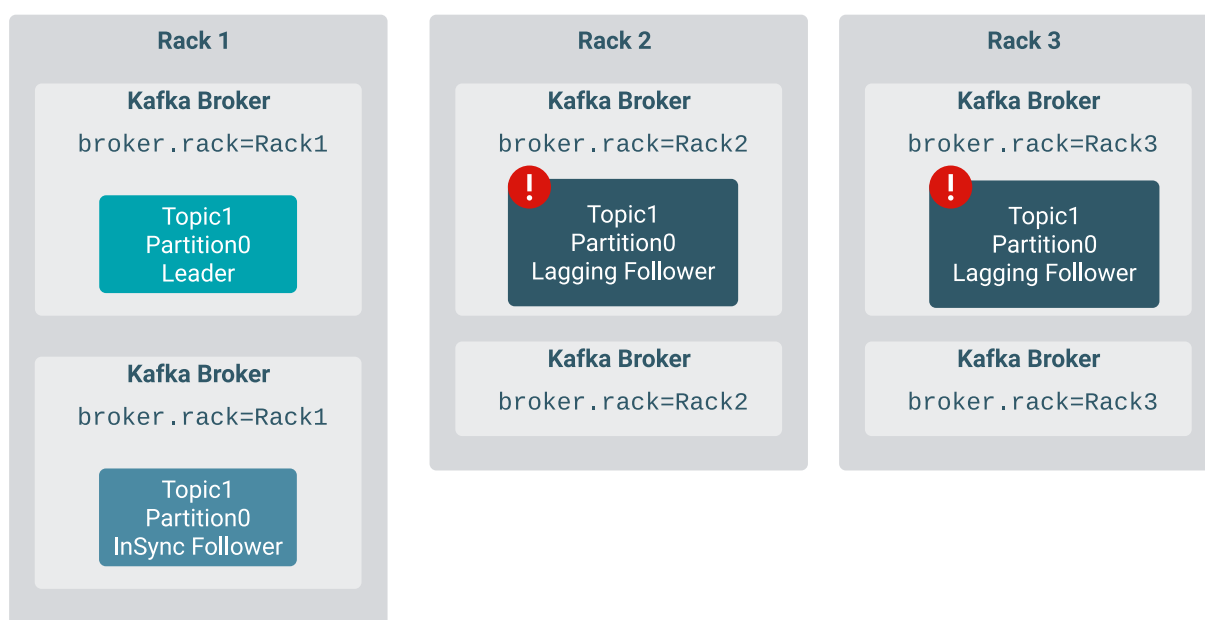 Rack 1
Kafka Broker
broker.rack=Rack1
Topic1
Partition0
Leader
Kafka Broker
broker.rack=Rack1
Topic1
Partition0
InSync Follower
Rack 2
Kafka Broker
broker.rack=Rack2
!
Topic1
Partition0
Lagging Follower
Kafka Broker
broker.rack=Rack2
Rack 3
Kafka Broker
broker.rack=Rack3
!
Topic1
Partition0
Lagging Follower
Kafka Broker
broker.rack=Rack3